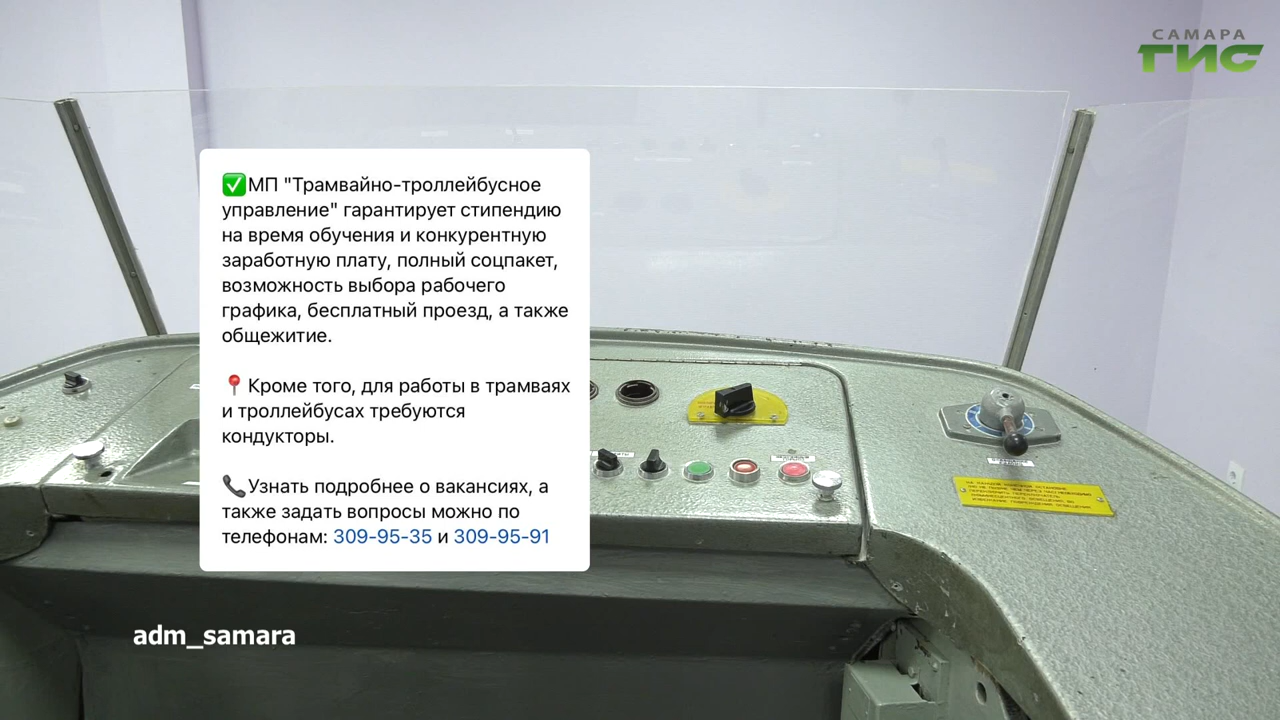 САМАРА
ГИС
✅МП "Трамвайно-троллейбусное
управление" гарантирует стипендию
на время обучения и конкурентную
заработную плату, полный соцпакет,
возможность выбора рабочего
графика, бесплатный проезд, а также
общежитие.
📍Кроме того, для работы в трамваях
и троллейбусах требуются
кондукторы.
📞Узнать подробнее о вакансиях, а
также задать вопросы можно по
телефонам: 309-95-35 и 309-95-91
adm_samara